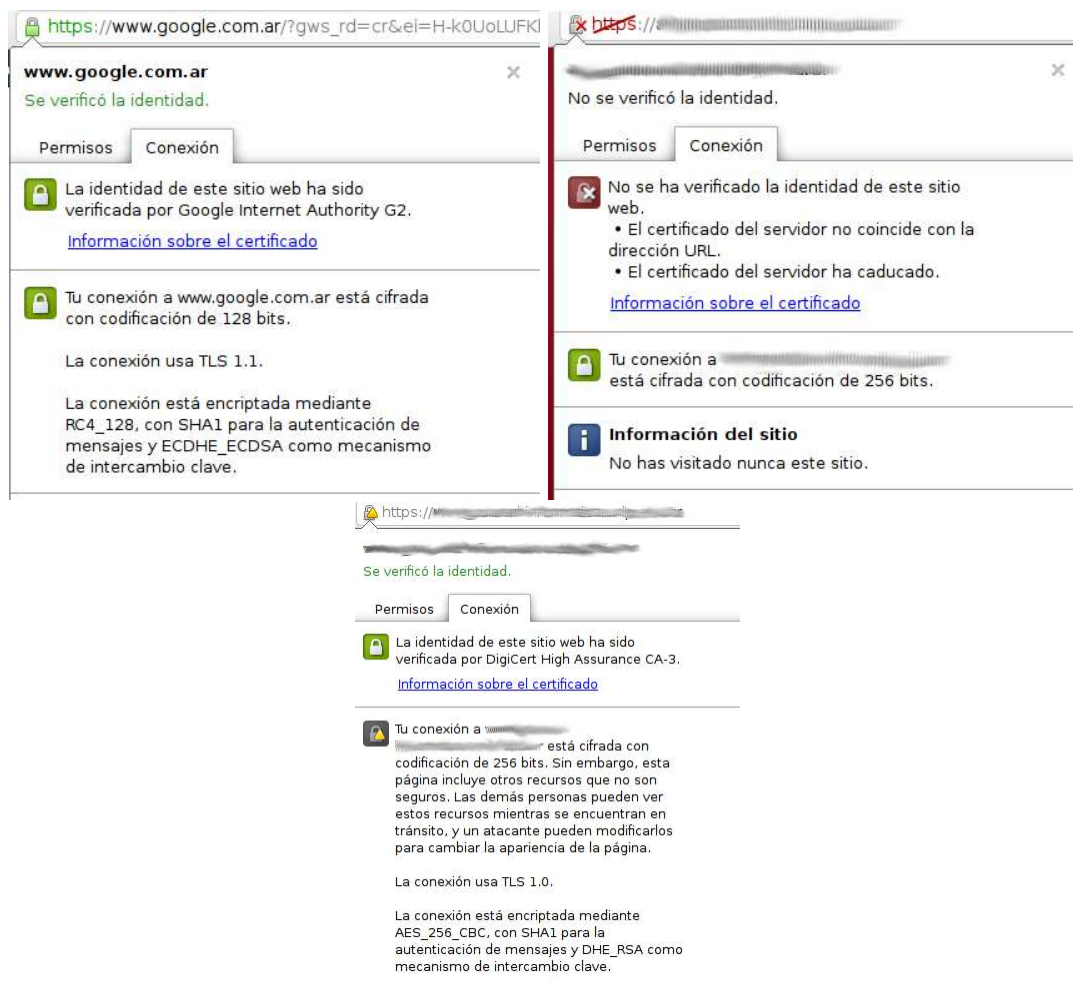 https://www.google.com.ar/?gws_rd=cr&ei=H-k0UoLUFK
www.google.com.ar
Se verificó la identidad.
Permisos Conexión
La identidad de este sitio web ha sido
verificada por Google Internet Authority G2.
Información sobre el certificado
Tu conexión a www.google.com.ar está cifrada
con codificación de 128 bits.
La conexión usa TLS 1.1.
La conexión está encriptada mediante
RC4_128, con SHA1 para la autenticación de
mensajes y ECDHE_ECDSA como mecanismo
de intercambio clave.
https://
No se verificó la identidad.
Permisos Conexión
No se ha verificado la identidad de este sitio
web.
• El certificado del servidor no coincide con la
dirección URL.
• El certificado del servidor ha caducado.
Información sobre el certificado
Tu conexión a
está cifrada con codificación de 256 bits.
Información del sitio
No has visitado nunca este sitio.
https://
Se verificó la identidad.
Permisos Conexión
La identidad de este sitio web ha sido
verificada por DigiCert High Assurance CA-3.
Información sobre el certificado
Tu conexión a
está cifrada con
codificación de 256 bits. Sin embargo, esta
página incluye otros recursos que no son
seguros. Las demás personas pueden ver
estos recursos mientras se encuentran en
tránsito, y un atacante pueden modificarlos
para cambiar la apariencia de la página.
La conexión usa TLS 1.0.
La conexión está encriptada mediante
AES_256_CBC, con SHA1 para la
autenticación de mensajes y DHE_RSA como
mecanismo de intercambio clave.